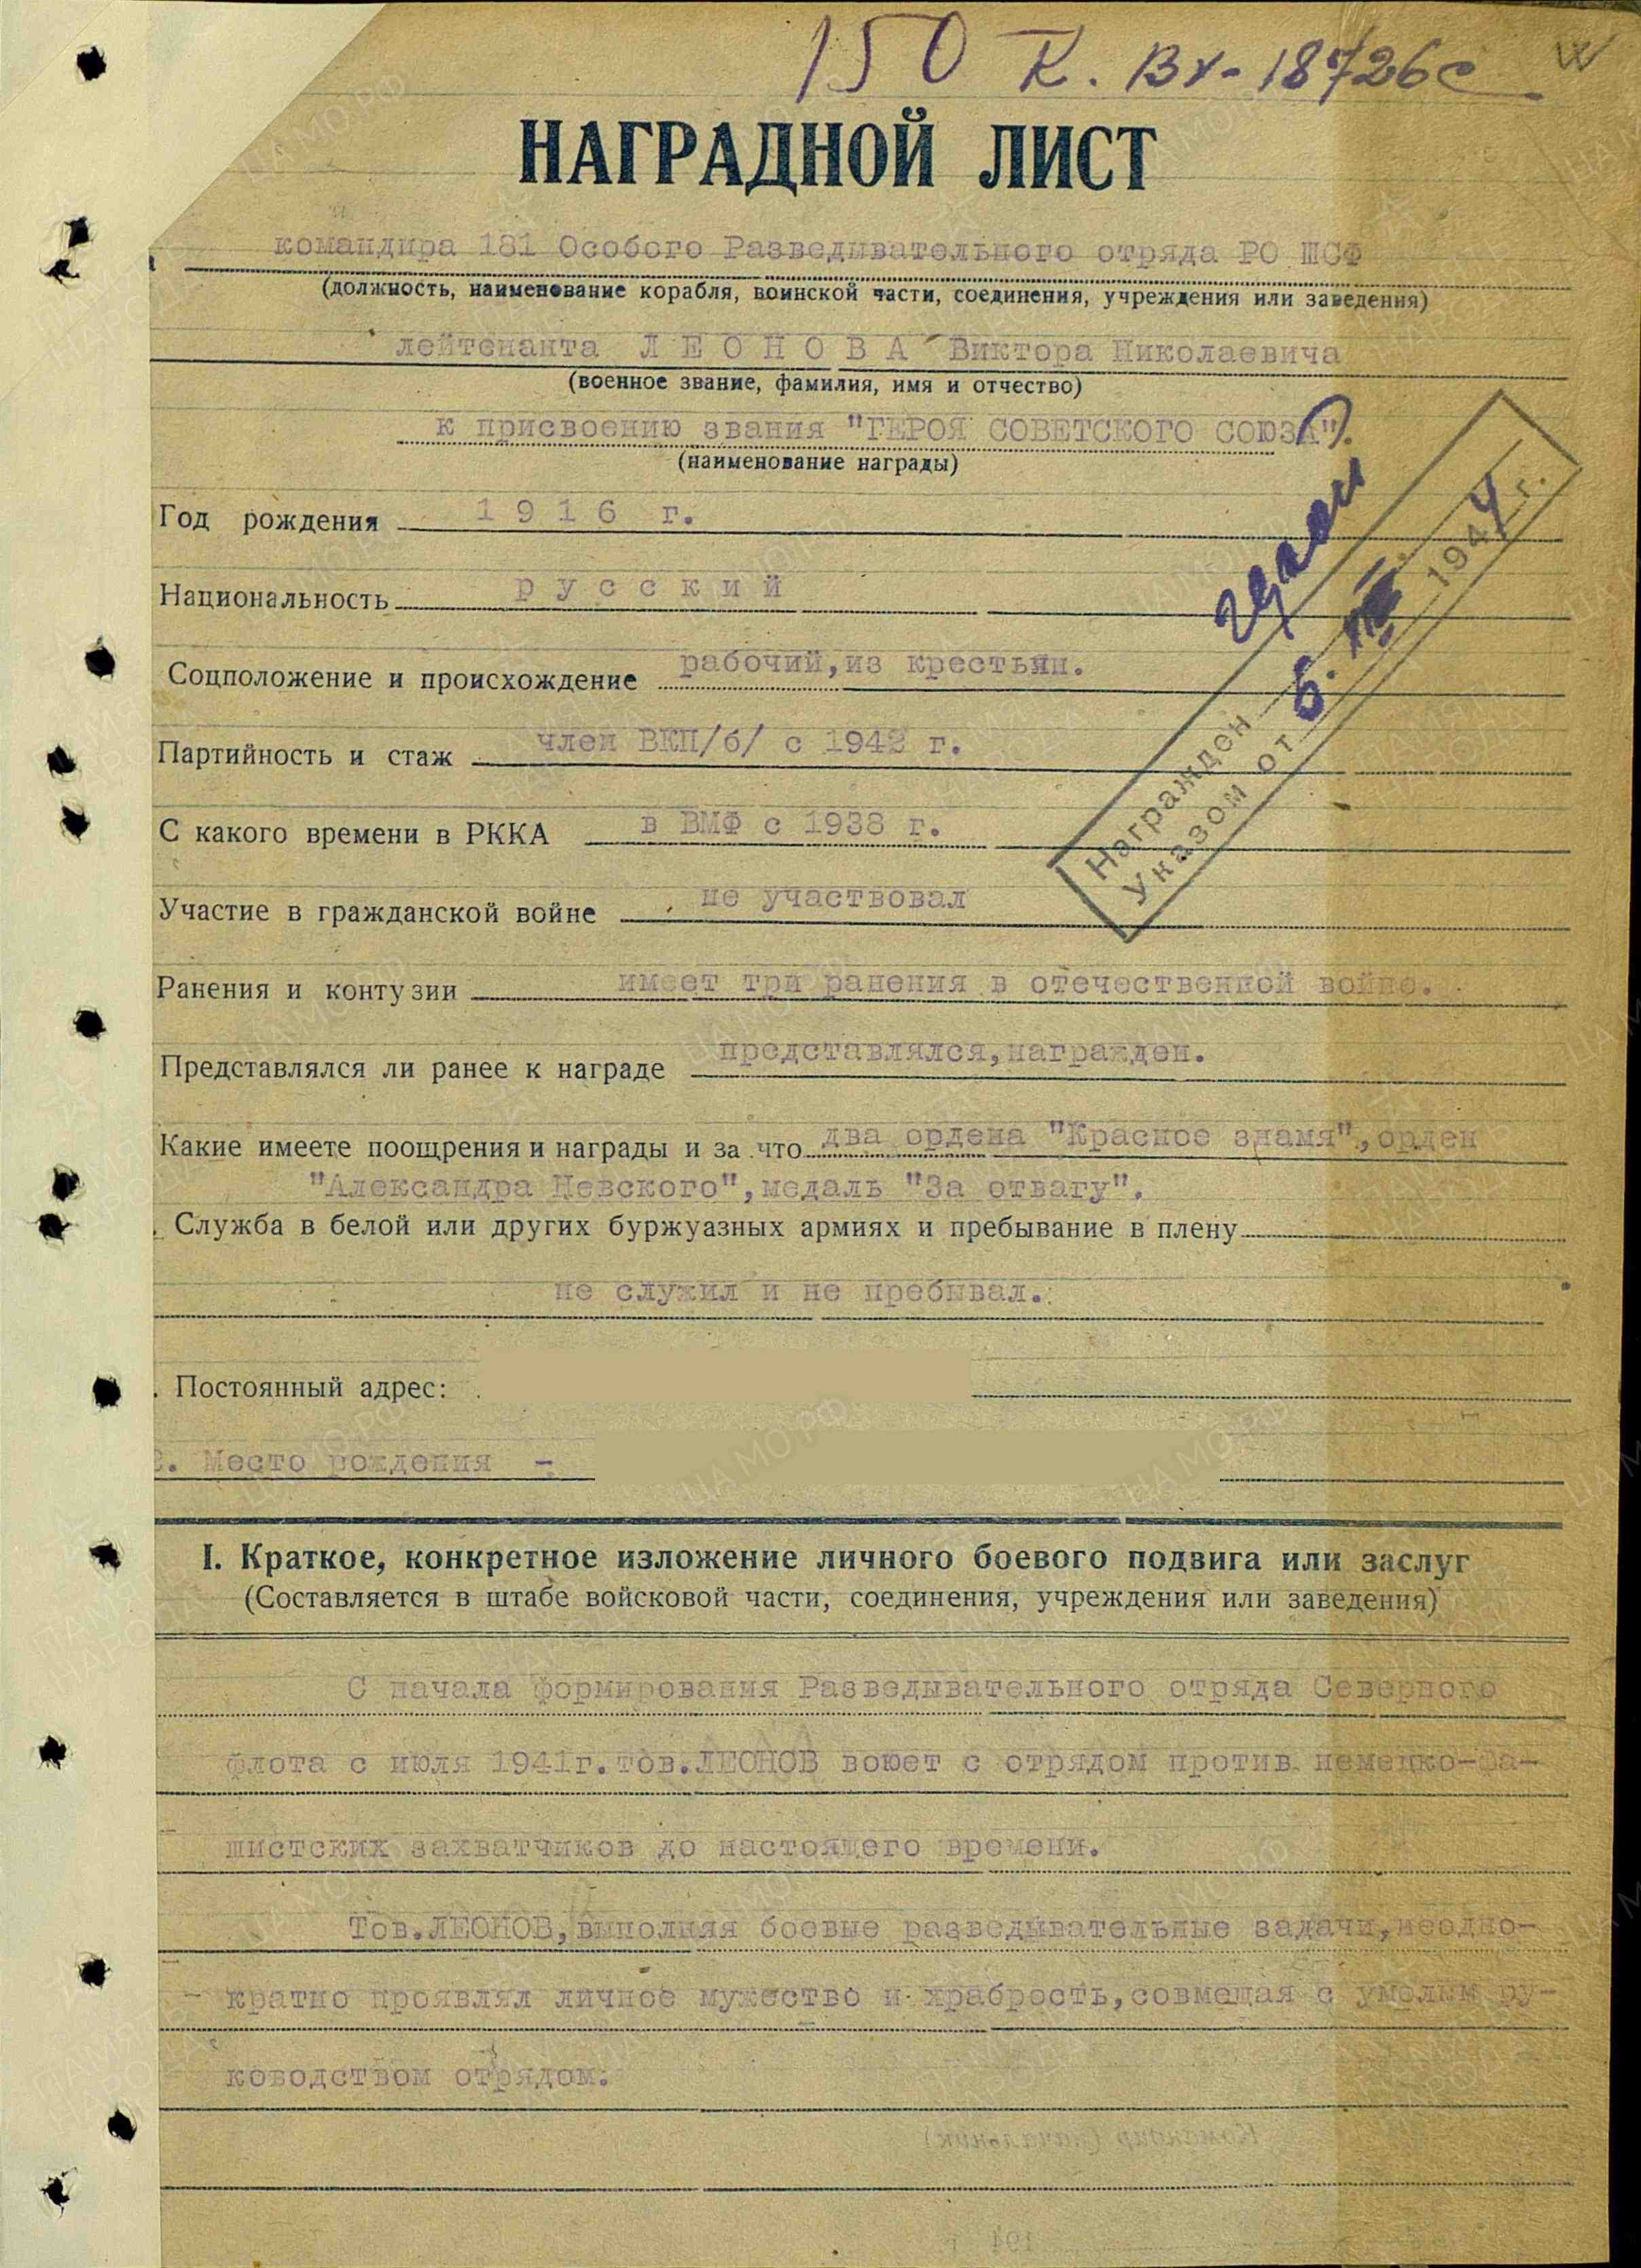 150 К. Вх-18726с
НАГРАДНОЙ ЛИСТ
командира 181 Особого Разведывательного отряда РО ШСФ
(должность, наименование корабля, воинской части, соединения, учреждения или заведения)
лейтенанта Л Е О Н О В А Виктора Николаевича
(военное звание, фамилия, имя и отчество)
к присвоению звания "ГЕРОЯ СОВЕТСКОГО СОЮЗА".
(наименование награды)
Год рождения 1 9 1 6 г.
Национальность р у с с к и й
Соцположение и происхождение рабочий,из крестьян.
Партийность и стаж член ВКП/б/ с 1942 г.
С какого времени в РККА в ВМФ с 1938 г.
Награжден
Указом от 5. 1944 г.
Участие в гражданской войне не участвовал
Ранения и контузии имеет три ранения в отечественной войне.
Представлялся ли ранее к награде представлялся,награжден.
Какие имеете поощрения и награды и за что два ордена "Красное знамя",орден
"Александра Невского",медаль "За отвагу".
. Служба в белой или других буржуазных армиях и пребывание в плену
не служил и не пребывал.
. Постоянный адрес:
2. Место рождения -
I. Краткое, конкретное изложение личного боевого подвига или заслуг
(Составляется в штабе войсковой части, соединения, учреждения или заведения)
С начала формирования Разведывательного отряда Северного
флота с июля 1941г.тов.ЛЕОНОВ воюет с отрядом против немецко-фа-
шистских захватчиков до настоящего времени.
Тов.ЛЕОНОВ,выполняя боевые разведывательные задачи,неодно-
кратно проявлял личное мужество и храбрость,совмещая с умелым ру-
ководством отрядом.